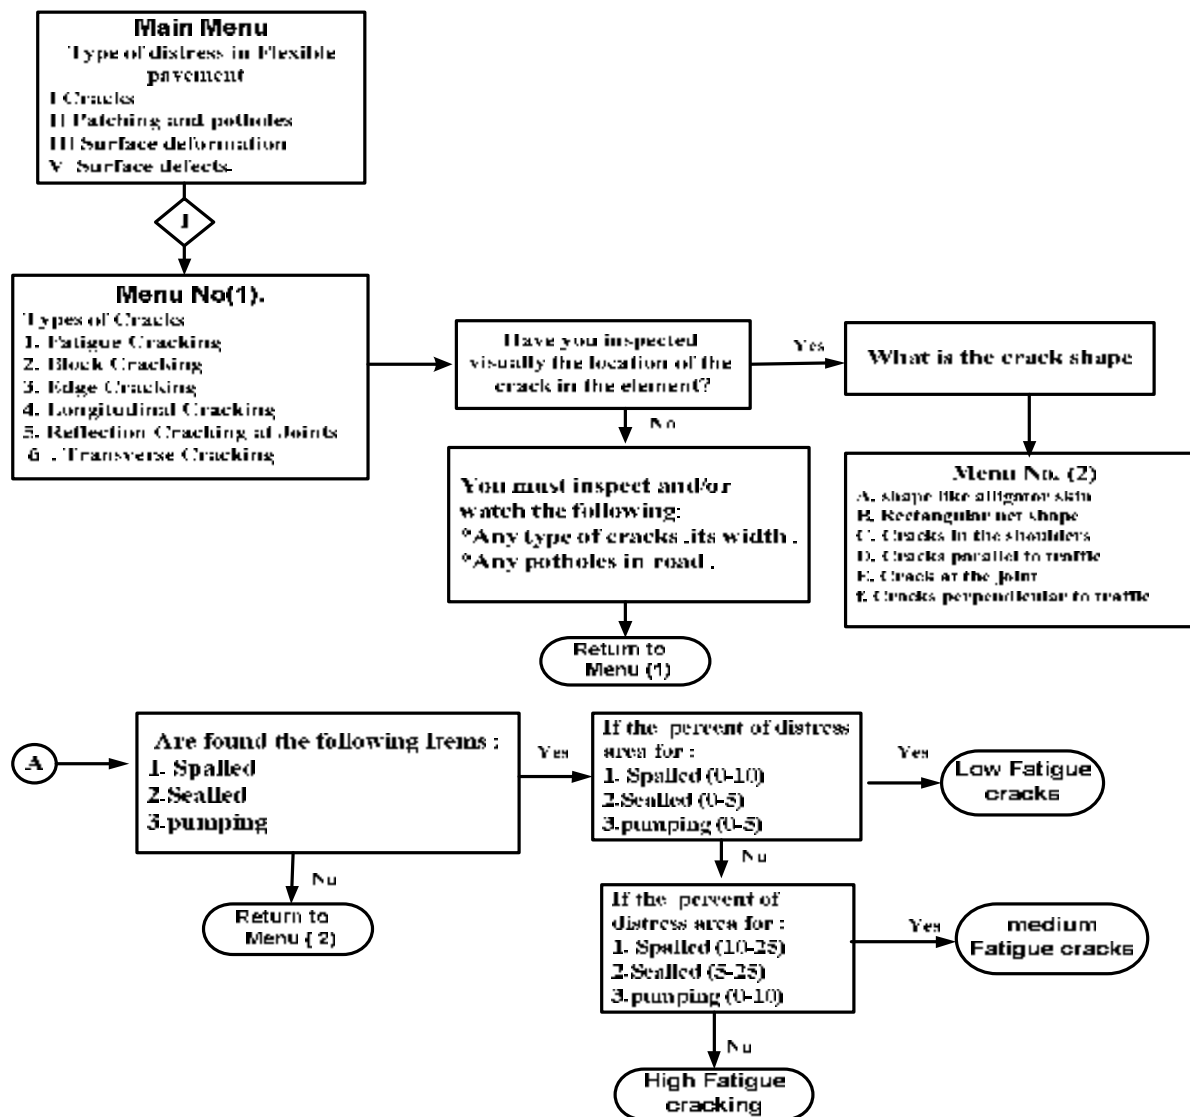 Main Menu
Type of distress in Flexible
pavement
I Cracks
II Patching and potholes
III Surface deformation
V Surface defects.
I
Menu No(1).
Types of Cracks
1. Fatigue Cracking
2. Block Cracking
3. Edge Cracking
4. Longitudinal Cracking
5. Reflection Cracking at Joints
6 . Transverse Cracking
Have you inspected
visually the location of the
crack in the element?
Yes
What is the crack shape
No
You must inspect and/or
watch the following:
*Any type of cracks .its width .
*Any potholes in road .
Return to
Menu (1)
Menu No. (2)
A. shape like alligator skin
B. Rectangular net shape
C. Cracks in the shoulders
D. Cracks parallel to traffic
E. Crack at the joint
f. Cracks perpendicular to traffic
A
Are found the following Items :
1. Spalled
2.Sealled
3.pumping
Yes
No
Return to
Menu ( 2)
If the percent of distress
area for :
1. Spalled (0-10)
2.Sealled (0-5)
3.pumping (0-5)
Yes
Low Fatigue
cracks
No
If the percent of
distress area for :
1. Spalled (10-25)
2.Sealled (5-25)
3.pumping (0-10)
Yes
medium
Fatigue cracks
No
High Fatigue
cracking